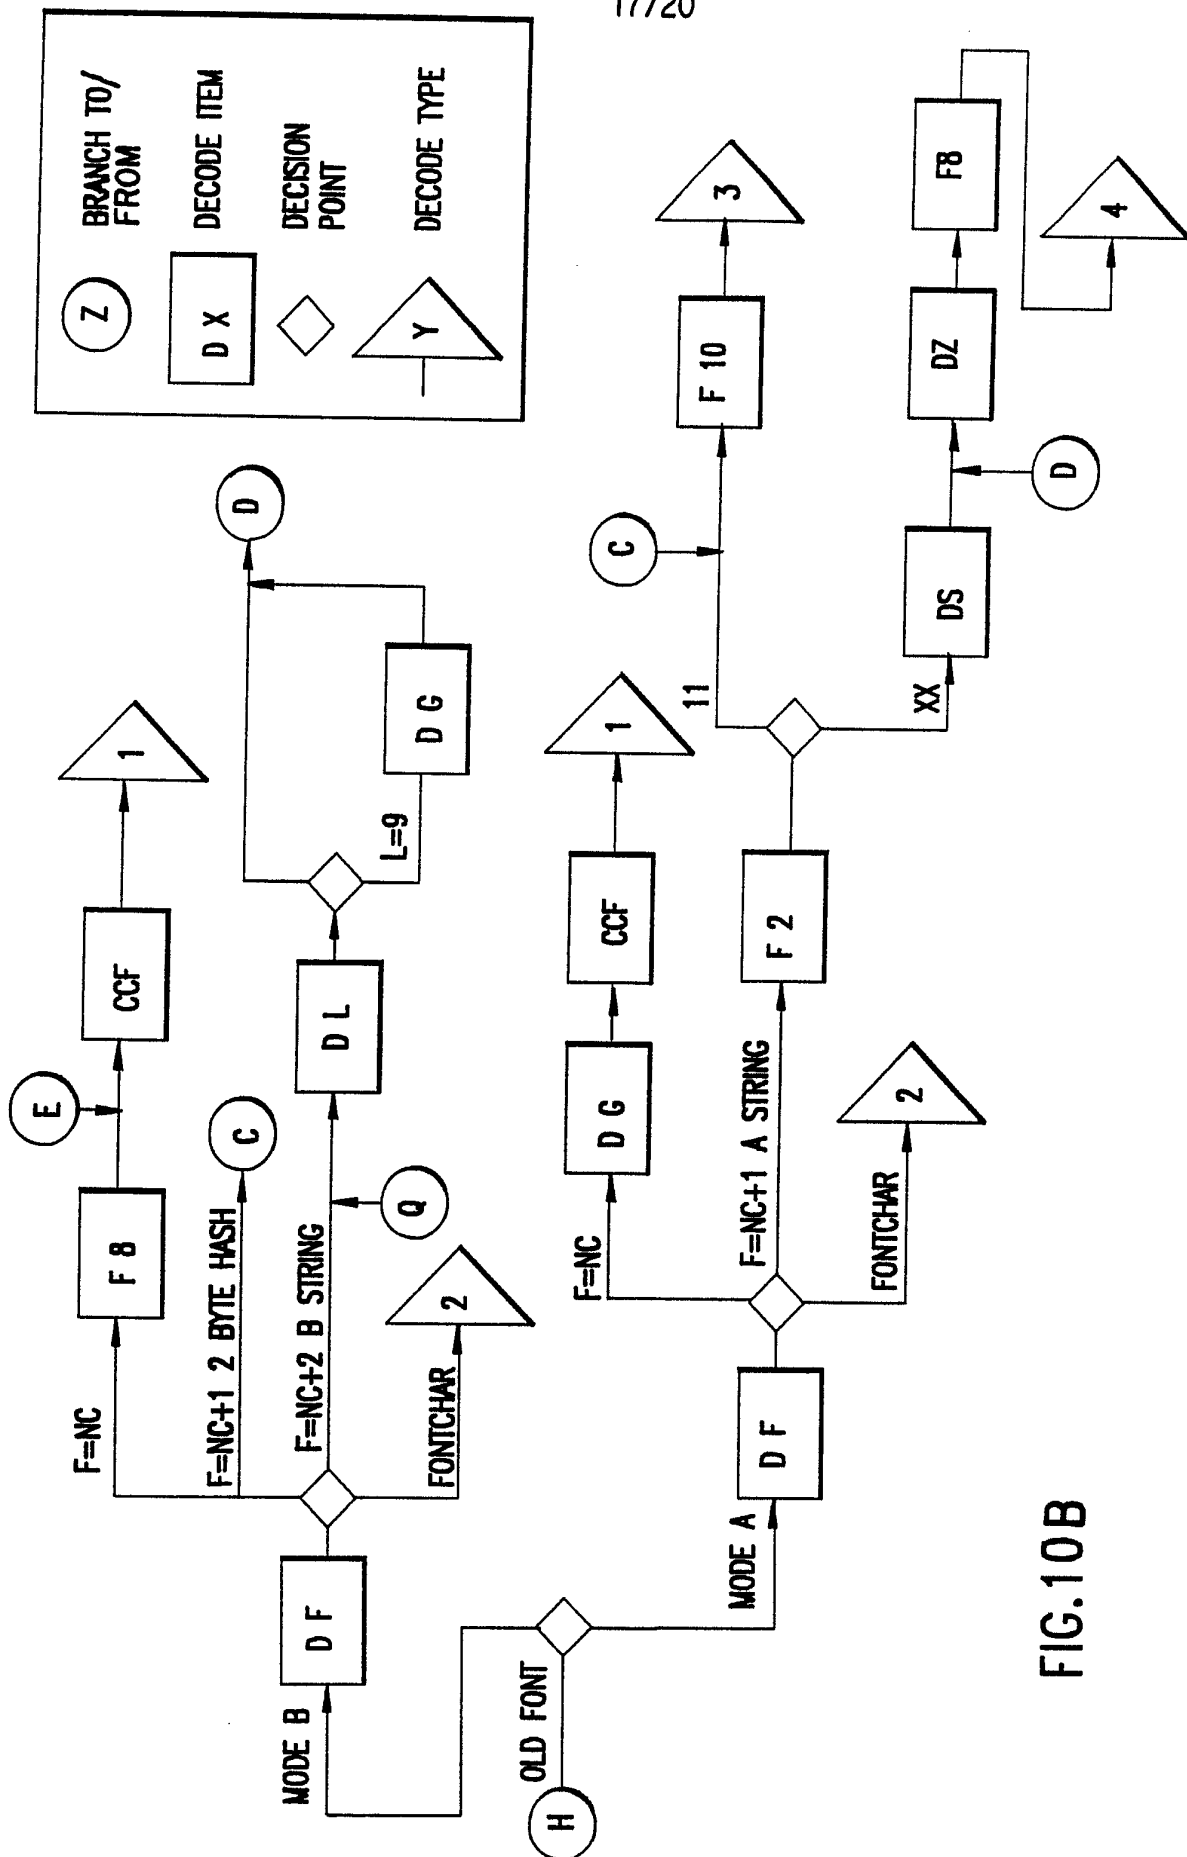 17/20
Z
BRANCH TO/
FROM
D X
DECODE ITEM
DECISION
POINT
Y
DECODE TYPE
H
OLD FONT
MODE B
D F
F=NC
F 8
E
CCF
1
F=NC+1 2 BYTE HASH
C
F=NC+2 B STRING
Q
D L
L=9
D G
D
FONTCHAR
2
MODE A
D F
F=NC
D G
CCF
1
F=NC+1 A STRING
F 2
11
C
F 10
3
XX
DS
D
DZ
F8
4
FONTCHAR
2
FIG.10B